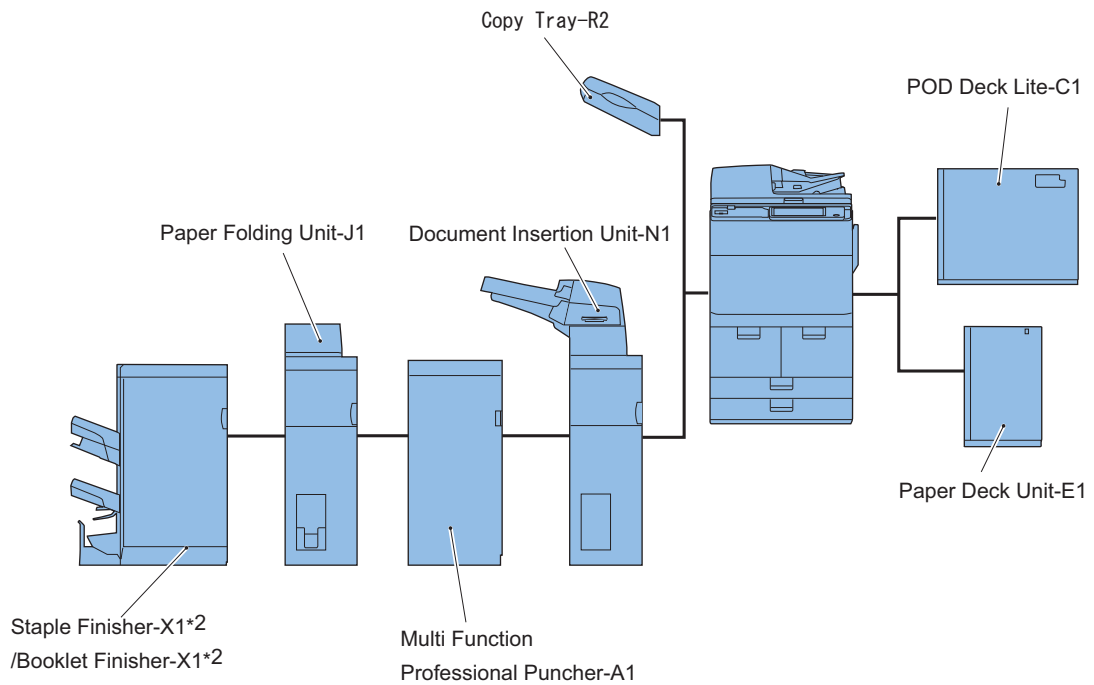 Copy Tray-R2
POD Deck Lite-C1
Paper Folding Unit-J1
Document Insertion Unit-N1
Paper Deck Unit-E1
Staple Finisher-X1*2
/Booklet Finisher-X1*2
Multi Function
Professional Puncher-A1